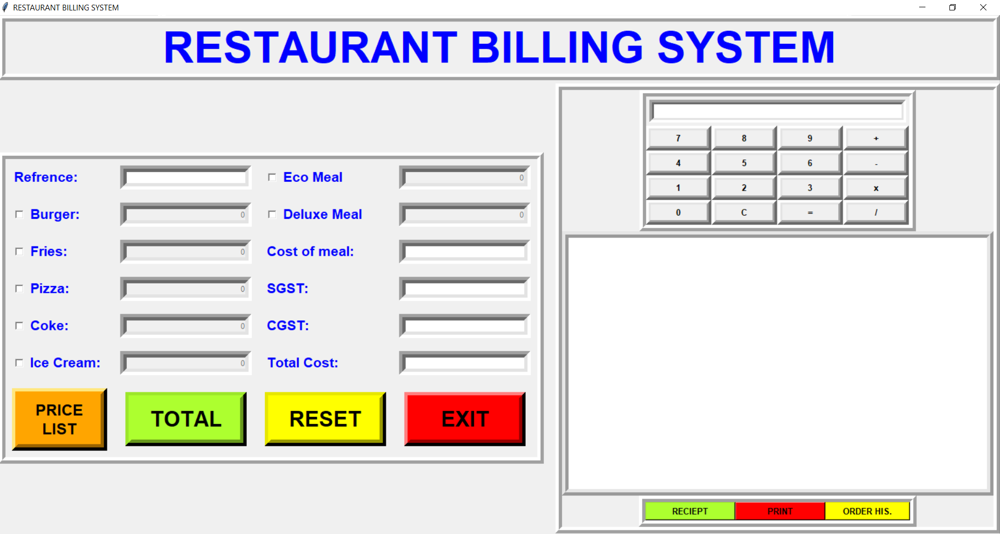 RESTAURANT BILLING SYSTEM
RESTAURANT BILLING SYSTEM
Refrence:
Eco Meal 0
Burger: 0
Deluxe Meal 0
Fries: 0
Cost of meal:
Pizza: 0
SGST:
Coke: 0
CGST:
Ice Cream: 0
Total Cost:
PRICE
LIST
TOTAL
RESET
EXIT
7 8 9 +
4 5 6 -
1 2 3 x
0 C = /
RECIEPT
PRINT
ORDER HIS.